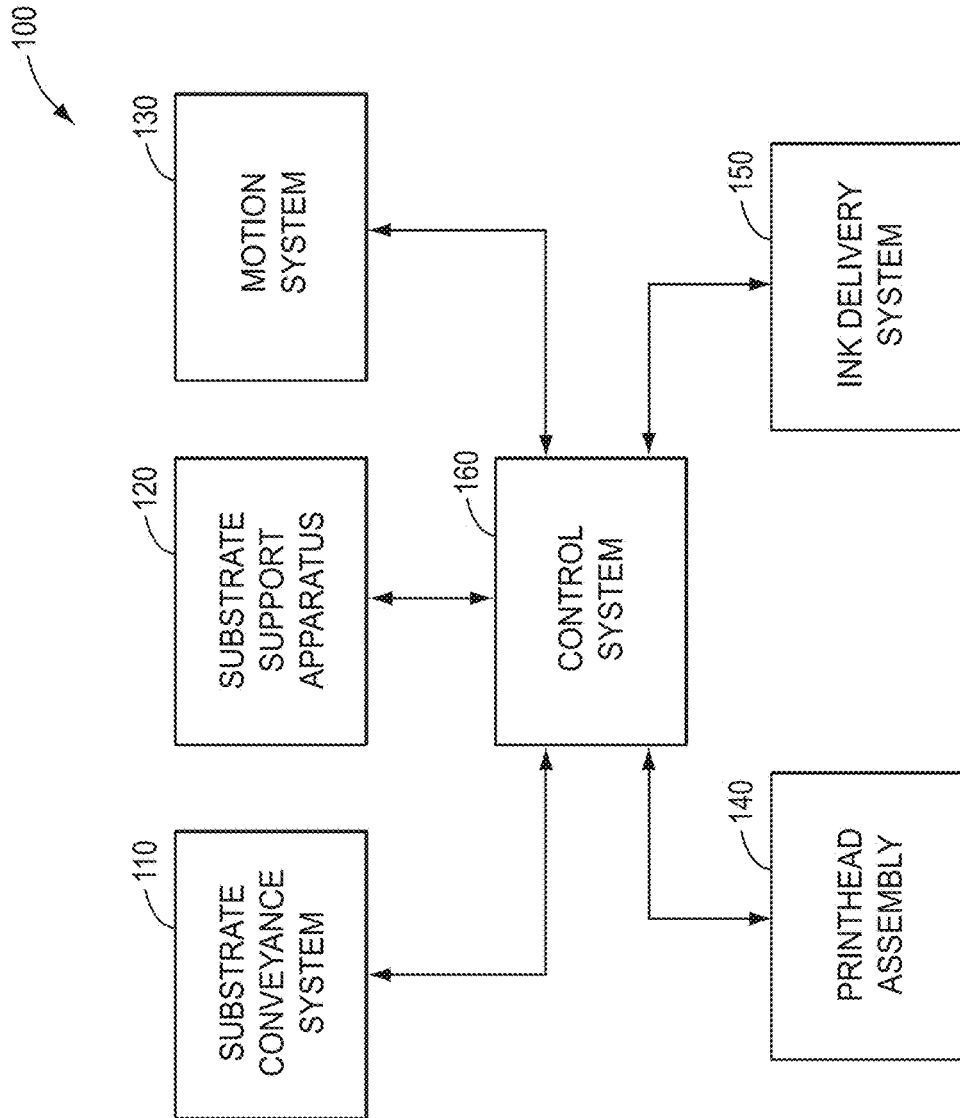 100
110
SUBSTRATE
CONVEYANCE
SYSTEM
120
SUBSTRATE
SUPPORT
APPARATUS
130
MOTION
SYSTEM
160
CONTROL
SYSTEM
140
PRINTHEAD
ASSEMBLY
150
INK DELIVERY
SYSTEM